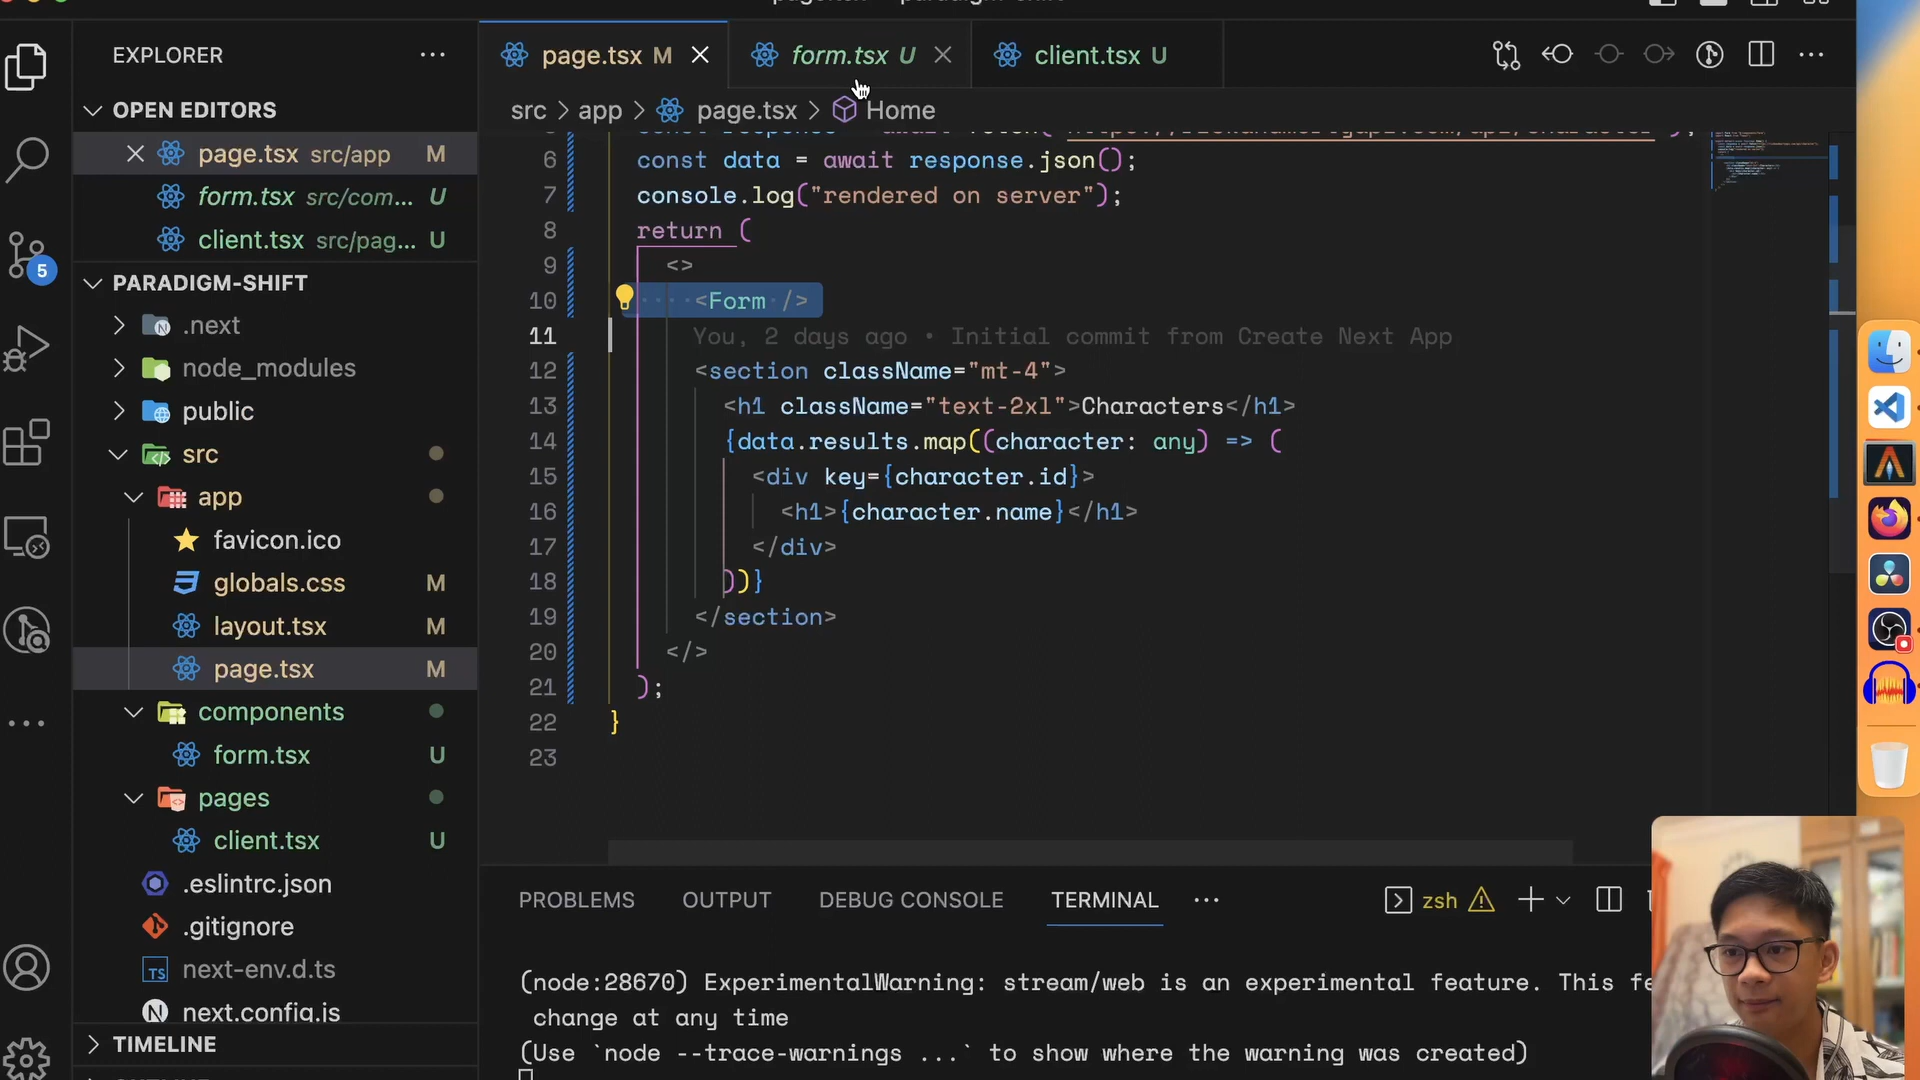 EXPLORER
OPEN EDITORS
page.tsx src/app M
form.tsx src/com... U
client.tsx src/pag... U
PARADIGM-SHIFT
.next
node_modules
public
src
app
favicon.ico
globals.css M
layout.tsx M
page.tsx M
components
form.tsx U
pages
client.tsx U
.eslintrc.json
.gitignore
next-env.d.ts
next.config.js
TIMELINE
5
page.tsx M
form.tsx U
client.tsx U
src > app > page.tsx > Home
6 const data = await response.json();
7 console.log("rendered on server");
8 return (
9 <>
10 <Form />
11 You, 2 days ago • Initial commit from Create Next App
12 <section className="mt-4">
13 <h1 className="text-2xl">Characters</h1>
14 {data.results.map((character: any) => (
15 <div key={character.id}>
16 <h1>{character.name}</h1>
17 </div>
18 ))}
19 </section>
20 </>
21 );
22 }
23
PROBLEMS OUTPUT DEBUG CONSOLE TERMINAL
zsh
(node:28670) ExperimentalWarning: stream/web is an experimental feature. This fe
change at any time
(Use `node --trace-warnings ...` to show where the warning was created)